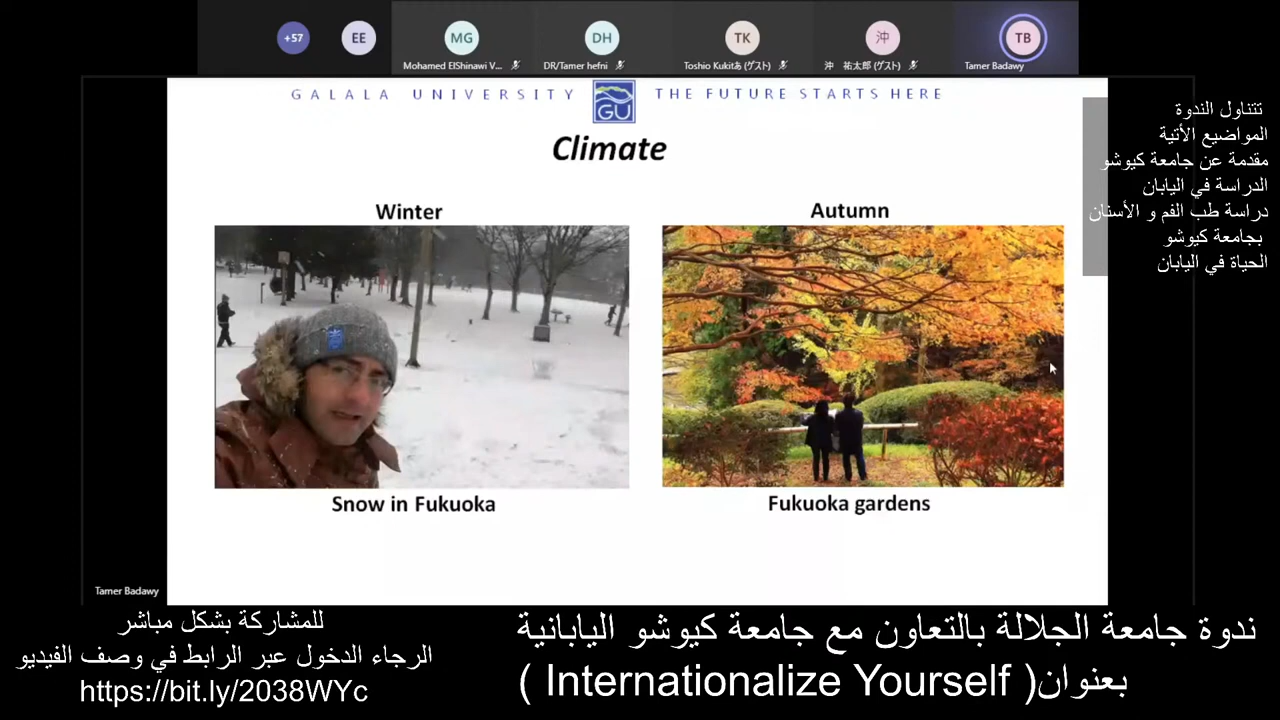 +57
EE
MG
DH
TK
沖
TB
Mohamed ElShinawi V...
DR/Tamer hefni
Toshio Kukitあ (ゲスト)
沖 祐太郎 (ゲスト)
Tamer Badawy
GALALA UNIVERSITY
GU
THE FUTURE STARTS HERE
Climate
Winter
Autumn
Snow in Fukuoka
Fukuoka gardens
تتناول الندوة
المواضيع الأتية
مقدمة عن جامعة كيوشو
الدراسة في اليابان
دراسة طب الفم و الأسنان
بجامعة كيوشو
الحياة في اليابان
Tamer Badawy
للمشاركة بشكل مباشر
الرجاء الدخول عبر الرابط في وصف الفيديو
https://bit.ly/2038WYc
ندوة جامعة الجلالة بالتعاون مع جامعة كيوشو اليابانية
بعنوان( Internationalize Yourself )